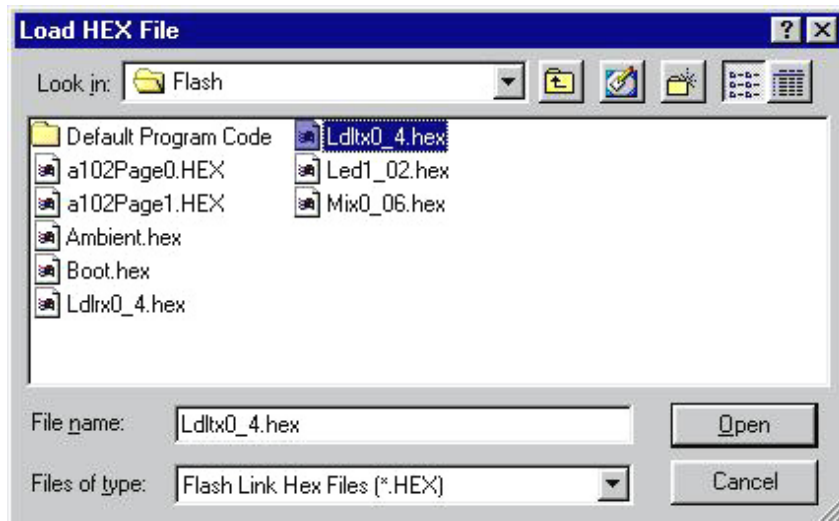 Load HEX File
Look in: Flash
Default Program Code
a102Page0.HEX
a102Page1.HEX
Ambient.hex
Boot.hex
Ldlrx0_4.hex
Ldltx0_4.hex
Led1_02.hex
Mix0_06.hex
File name: Ldltx0_4.hex
Open
Files of type: Flash Link Hex Files (*.HEX)
Cancel